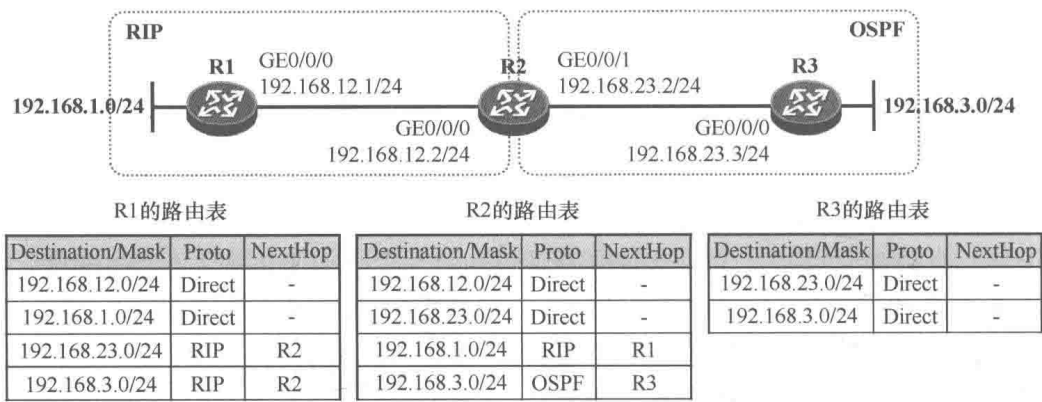 RIP
OSPF
R1
GE0/0/0
192.168.12.1/24
R2
GE0/0/1
192.168.23.2/24
R3
192.168.1.0/24
192.168.3.0/24
GE0/0/0
192.168.12.2/24
GE0/0/0
192.168.23.3/24
R1的路由表
Destination/Mask Proto NextHop
192.168.12.0/24 Direct -
192.168.1.0/24 Direct -
192.168.23.0/24 RIP R2
192.168.3.0/24 RIP R2
R2的路由表
Destination/Mask Proto NextHop
192.168.12.0/24 Direct -
192.168.23.0/24 Direct -
192.168.1.0/24 RIP R1
192.168.3.0/24 OSPF R3
R3的路由表
Destination/Mask Proto NextHop
192.168.23.0/24 Direct -
192.168.3.0/24 Direct -